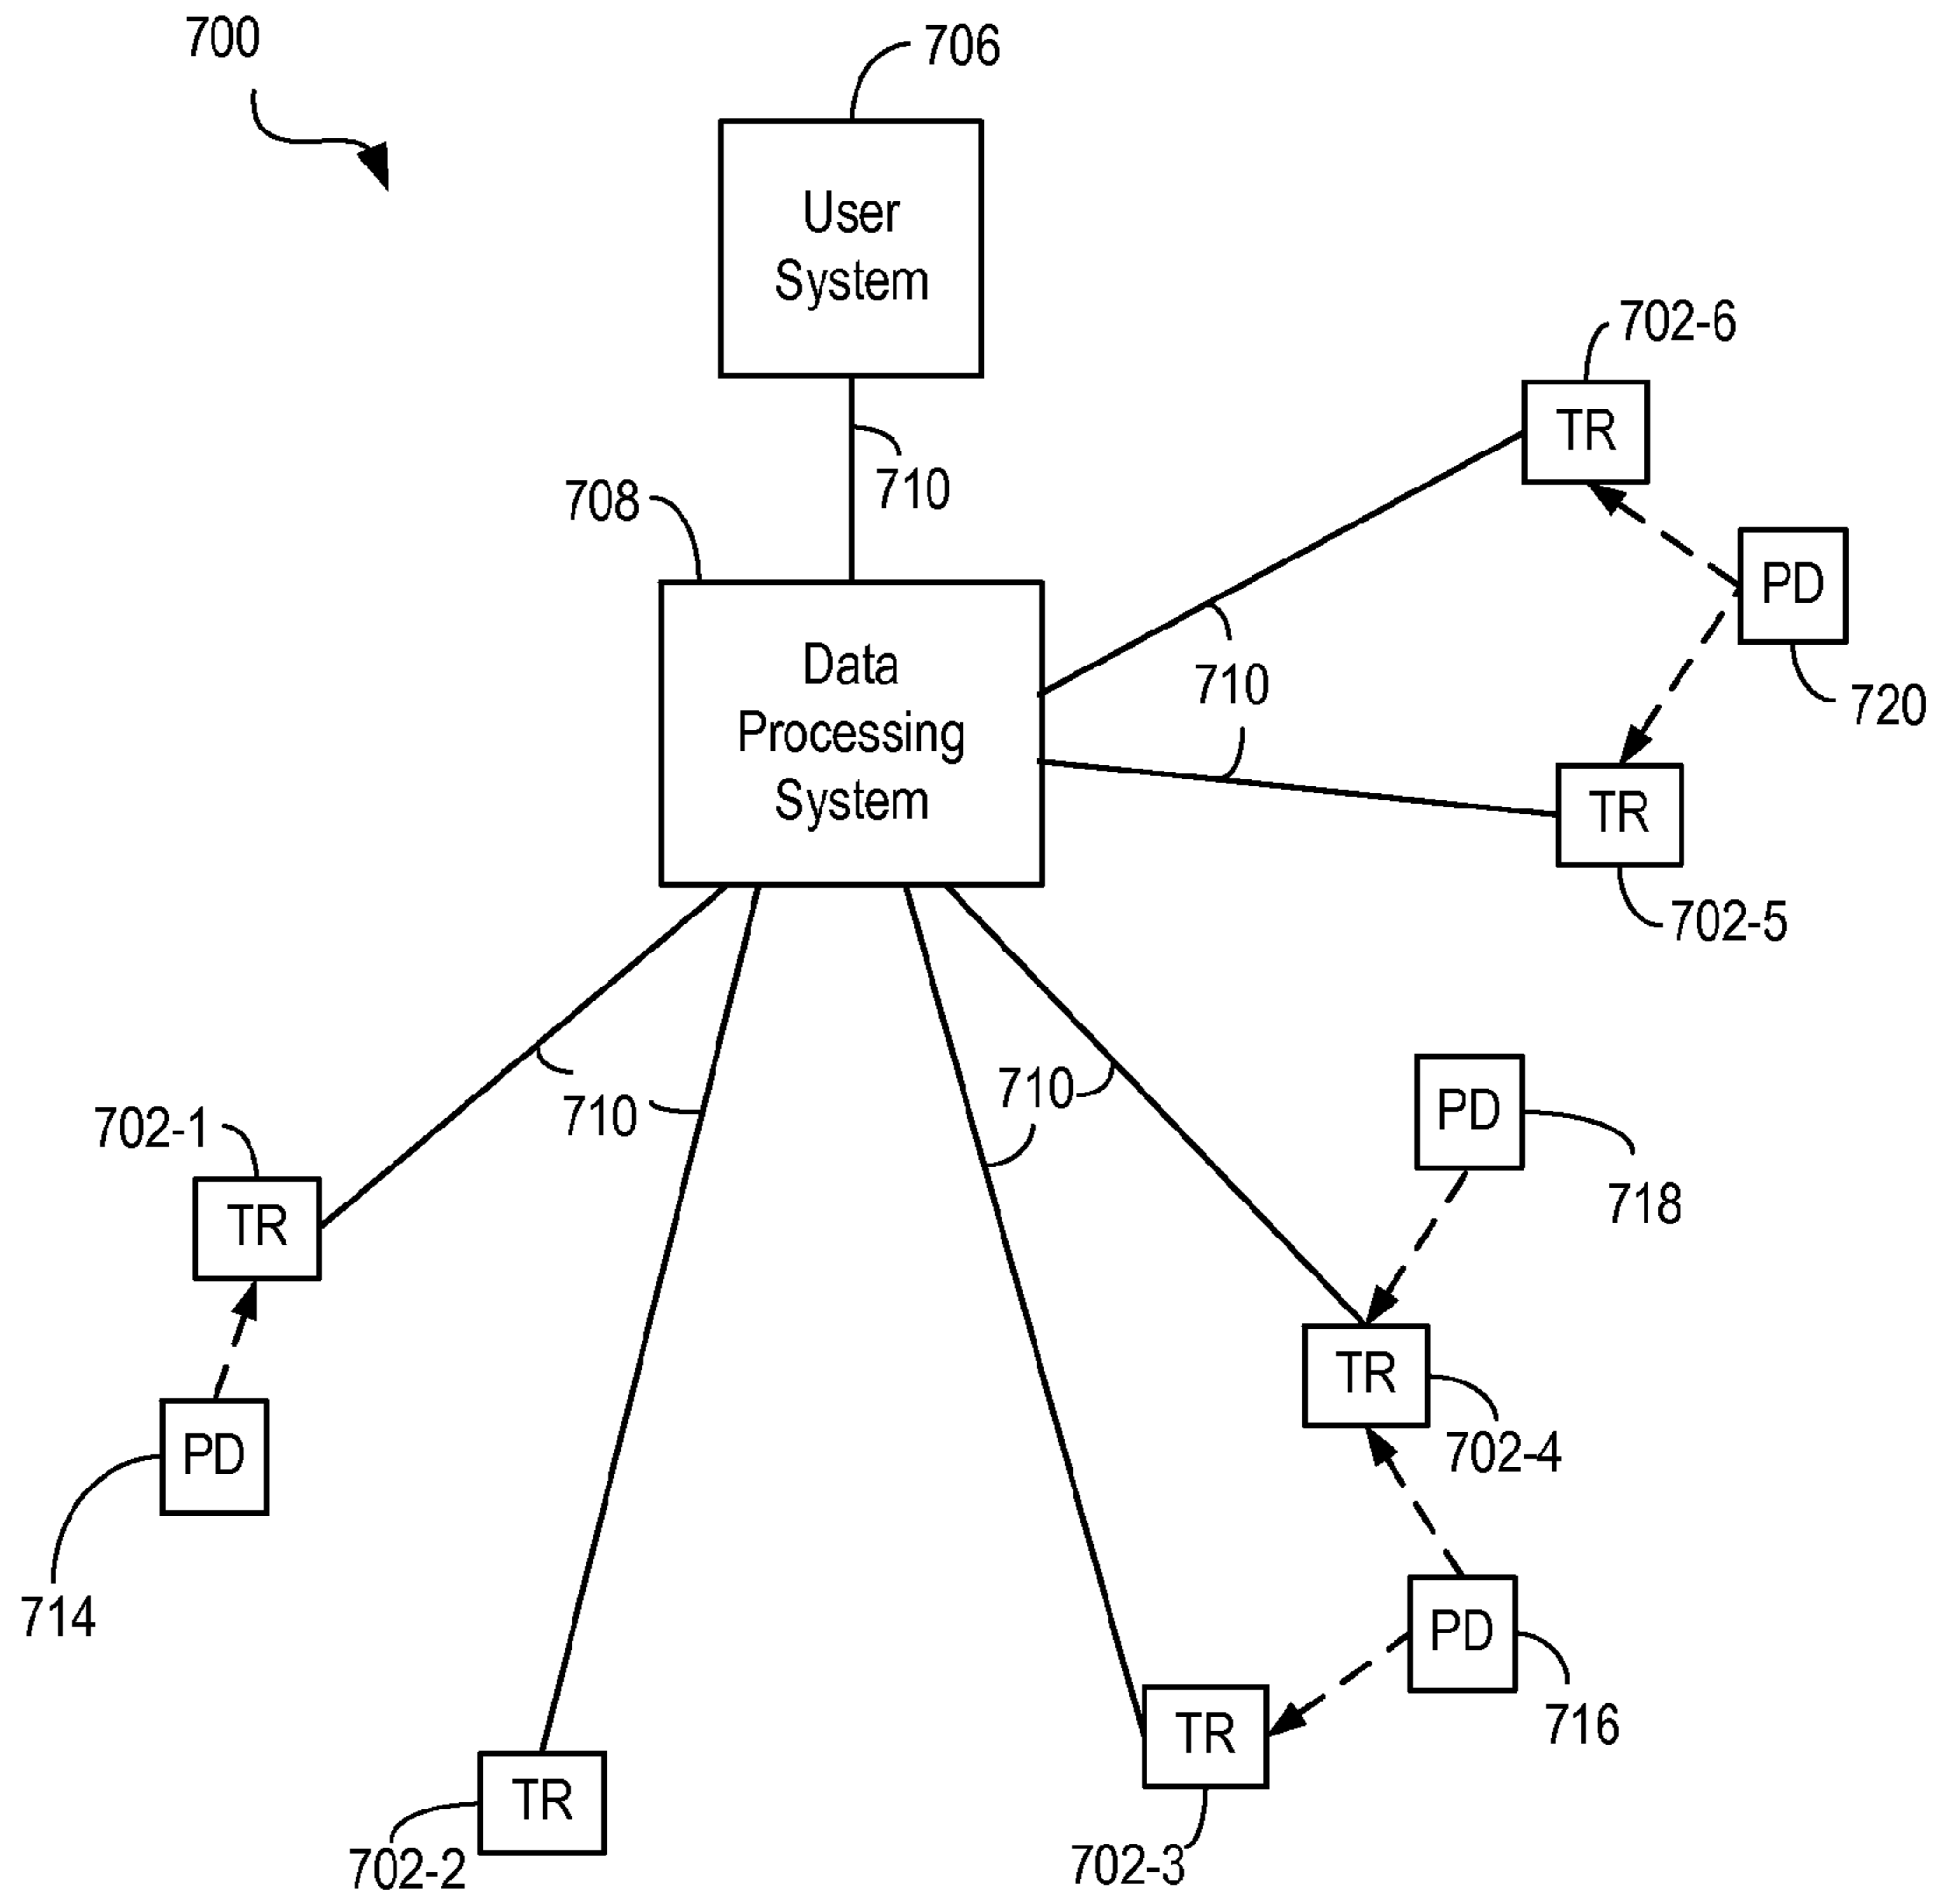 700
706
User
System
702-6
TR
710
708
PD
Data
Processing
System
710
720
TR
702-5
710
710
PD
702-1
718
TR
TR
702-4
PD
714
PD
716
TR
TR
702-2
702-3